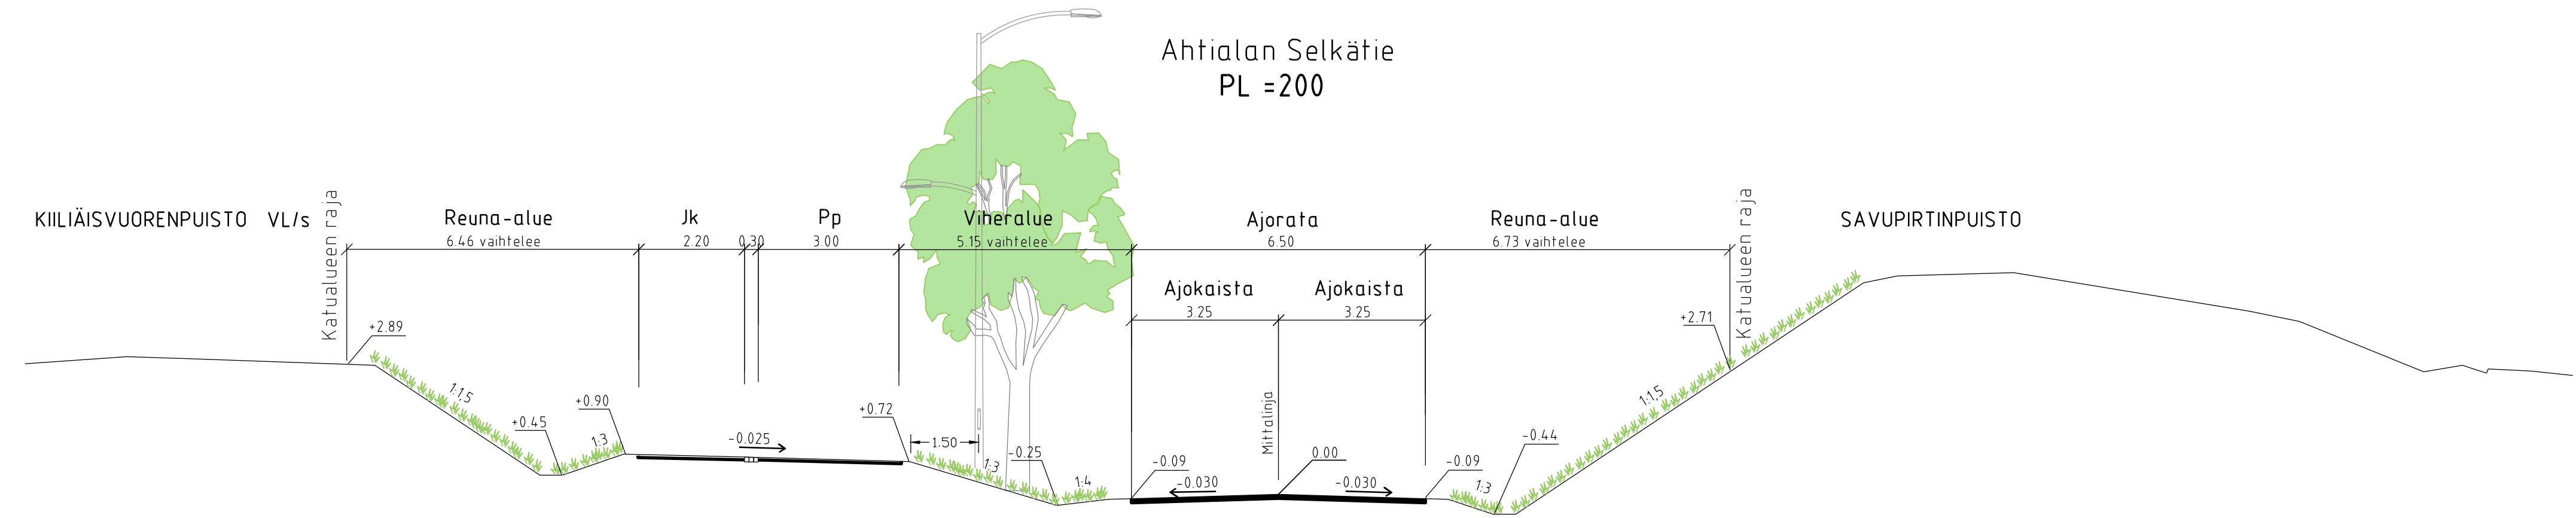 Ahtialan Selkätie
PL =200
KIILIÄISVUORENPUISTO VL/s
Katualueen raja
Reuna-alue
6.46 vaihtelee
Jk
2.20
0.30
Pp
3.00
Viheralue
5.15 vaihtelee
Ajorata
6.50
Reuna-alue
6.73 vaihtelee
Katualueen raja
SAVUPIRTINPUISTO
Ajokaista
3.25
Ajokaista
3.25
+2.89
1:1,5
+0.45
+0.90
1:3
-0.025
+0.72
1.50
1:3
-0.25
1:4
-0.09
-0.030
Mittalinja
0.00
-0.030
-0.09
1:3
-0.44
1:1,5
+2.71